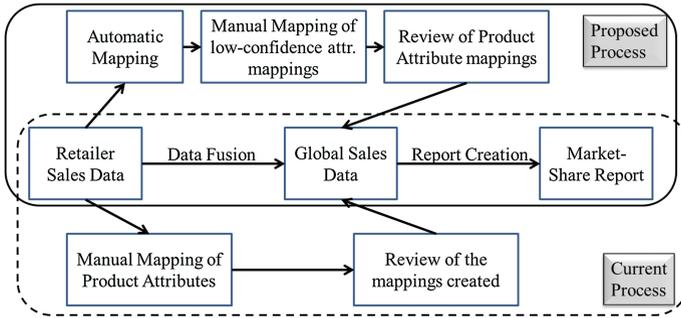 Automatic
Mapping
Manual Mapping of
low-confidence attr.
mappings
Review of Product
Attribute mappings
Proposed
Process
Retailer
Sales Data
Data Fusion
Global Sales
Data
Report Creation
Market-
Share Report
Manual Mapping of
Product Attributes
Review of the
mappings created
Current
Process